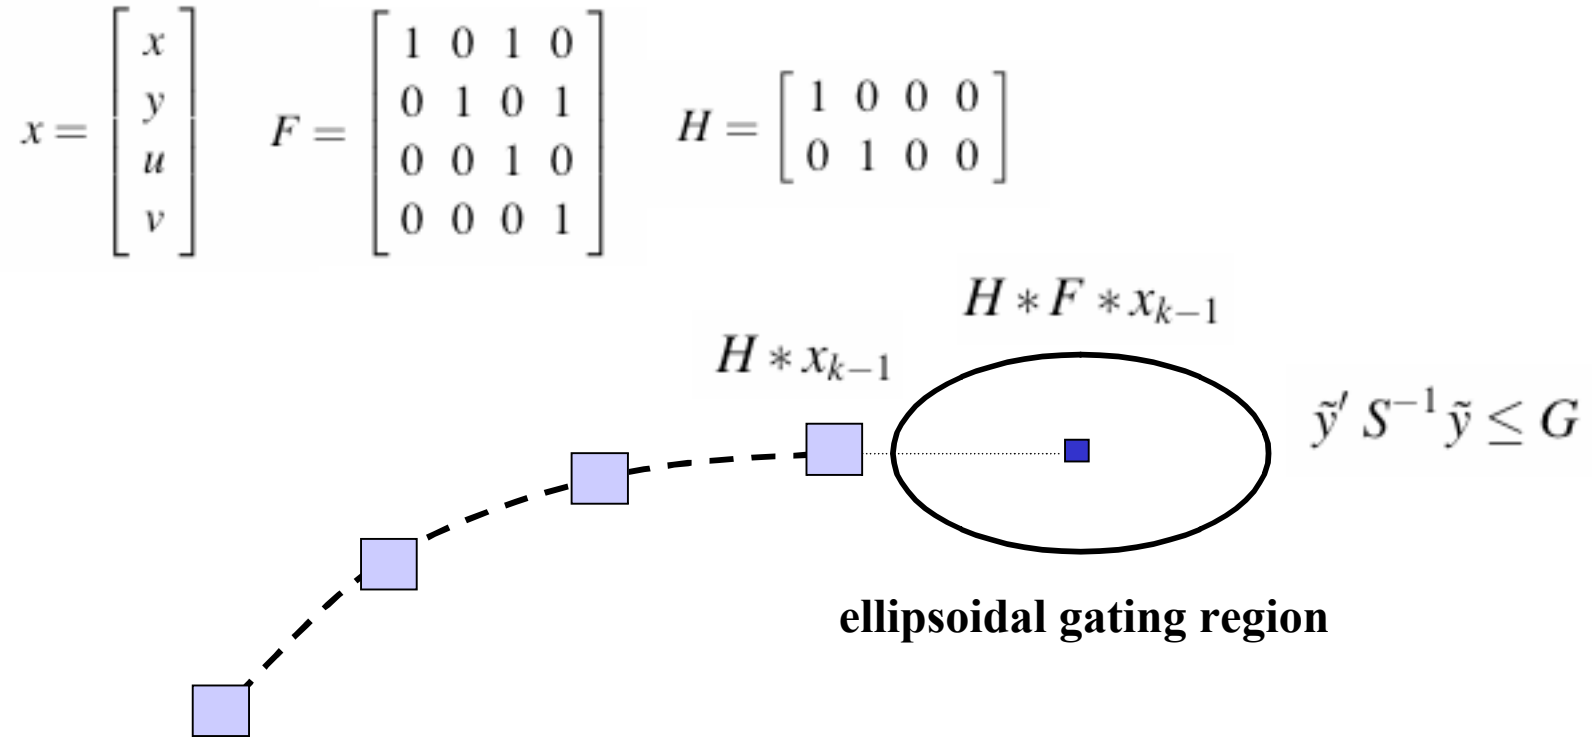 x = [ x y u v ]
F = [ 1 0 1 0
0 1 0 1
0 0 1 0
0 0 0 1 ]
H = [ 1 0 0 0
0 1 0 0 ]
H ∗ F ∗ x_{k−1}
H ∗ x_{k−1}
ỹ′ S^{−1} ỹ ≤ G
ellipsoidal gating region